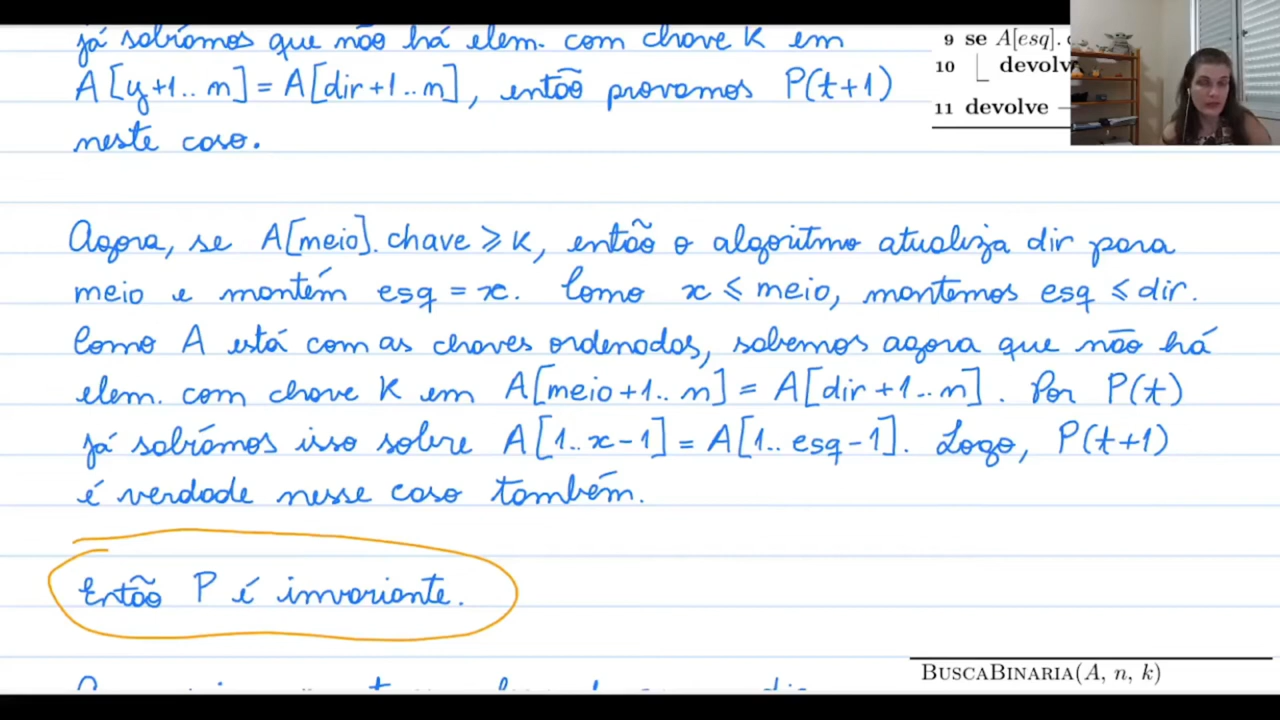 já sabíamos que não há elem. com chave K em
A[y+1..n] = A[dir+1..n], então provamos P(t+1)
neste caso.
9 se A[esq].
10 devolv
11 devolve
Agora, se A[meio].chave ⩾ K, então o algoritmo atualiza dir para
meio e mantém esq = x. Como x ⩽ meio, mantemos esq ⩽ dir.
Como A está com as chaves ordenadas, sabemos agora que não há
elem. com chave K em A[meio+1..n] = A[dir+1..n]. Por P(t)
já sabíamos isso sobre A[1..x-1] = A[1..esq-1]. Logo, P(t+1)
é verdade nesse caso também.
Então P é invariante.
BUSCABINARIA(A, n, k)